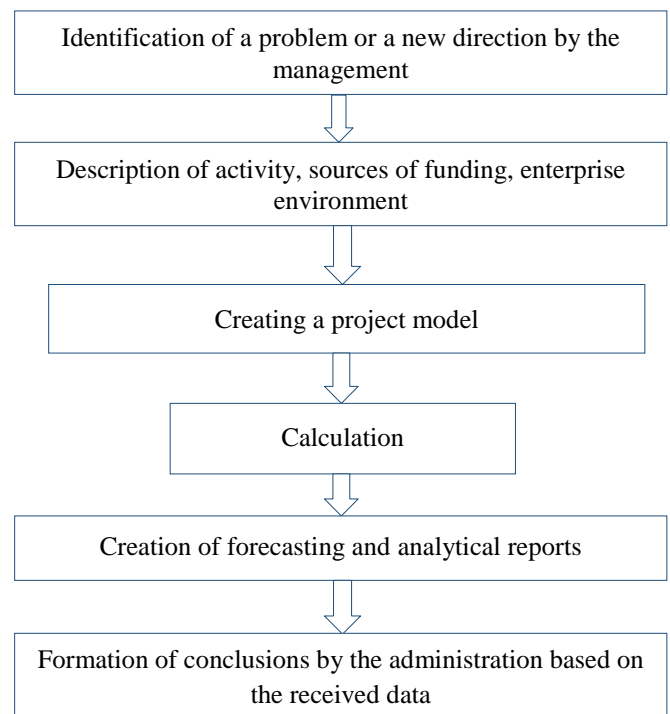 Identification of a problem or a new direction by the
management
Description of activity, sources of funding, enterprise
environment
Creating a project model
Calculation
Creation of forecasting and analytical reports
Formation of conclusions by the administration based on
the received data